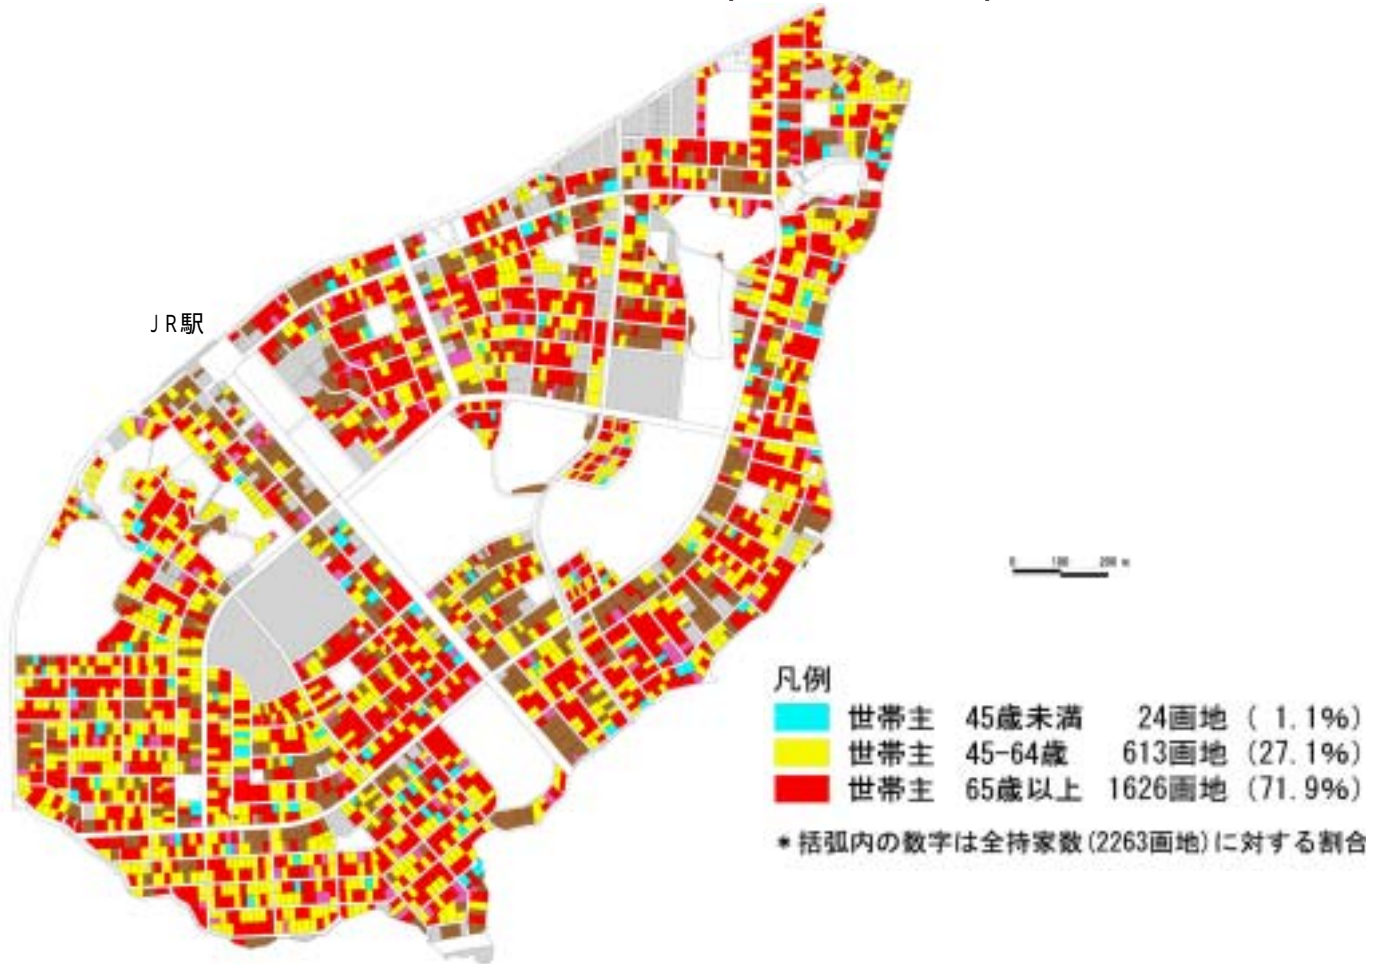 JR駅
0 100 200 m
凡例
世帯主 45歳未満 24画地 ( 1.1%)
世帯主 45-64歳 613画地 (27.1%)
世帯主 65歳以上 1626画地 (71.9%)
*括弧内の数字は全持家数(2263画地)に対する割合